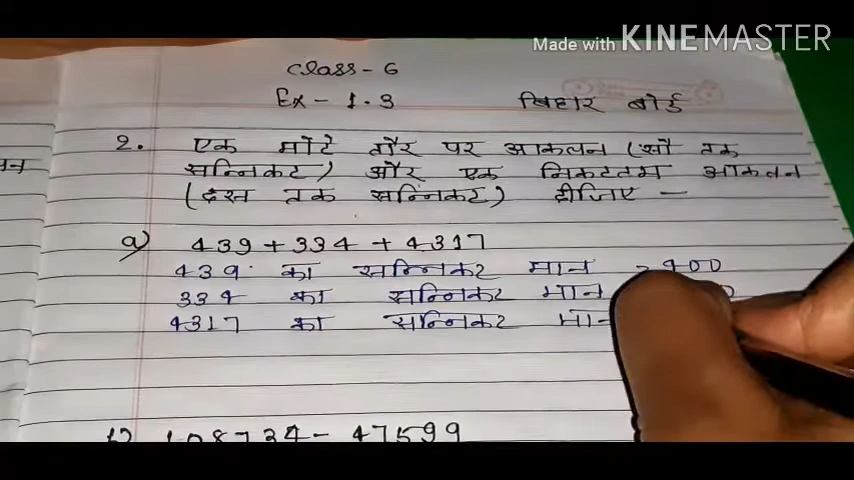 Made with KINEMASTER
Class - 6
Ex - 1.3 बिहार बोर्ड
2. एक मोटे तौर पर आकलन (सौ तक
सन्निकट) और एक निकटतम आकलन
(दस तक सन्निकट) दीजिए —
a) 439 + 334 + 4317
439 का सन्निकट मान = 400
334 का सन्निकट मान
4317 का सन्निकट
108734 - 47599